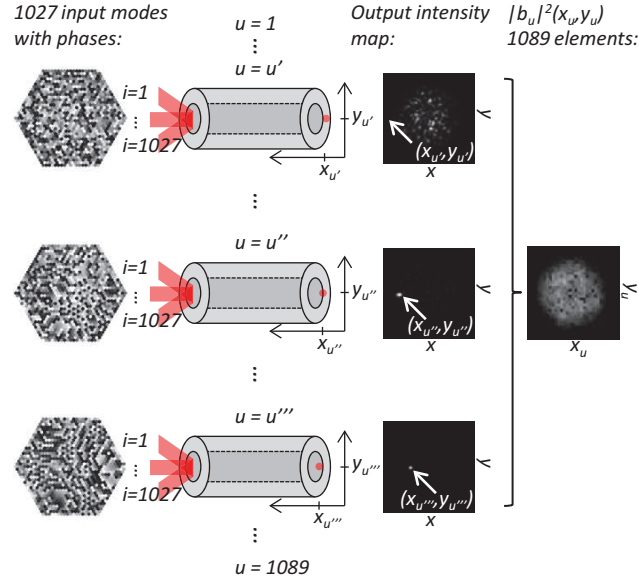 1027 input modes
with phases:
u = 1
...
u = u'
Output intensity
map:
|b_u|²(x_u,y_u)
1089 elements:
i=1
...
i=1027
y_u'
x_u'
(x_u',y_u')
y
x
...
u = u''
i=1
...
i=1027
y_u''
x_u''
(x_u'',y_u'')
y
x
y_u
x_u
...
u = u'''
i=1
...
i=1027
y_u'''
x_u'''
(x_u''',y_u''')
y
x
...
u = 1089